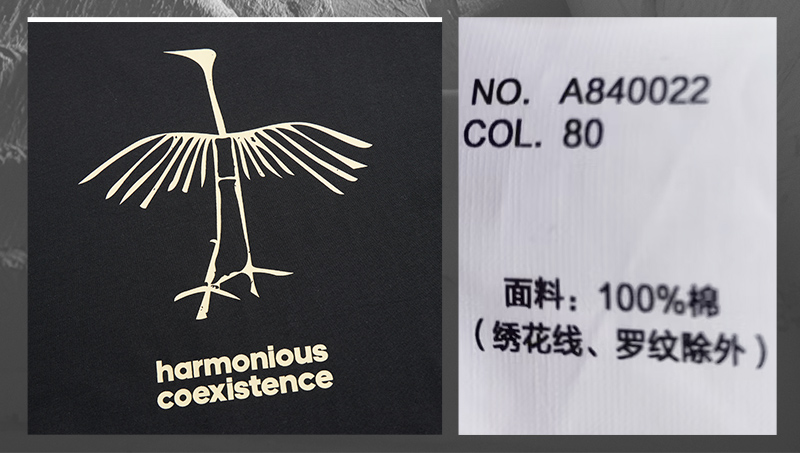 harmonious
coexistence
NO. A840022
COL. 80
面料：100%棉
（绣花线、罗纹除外）